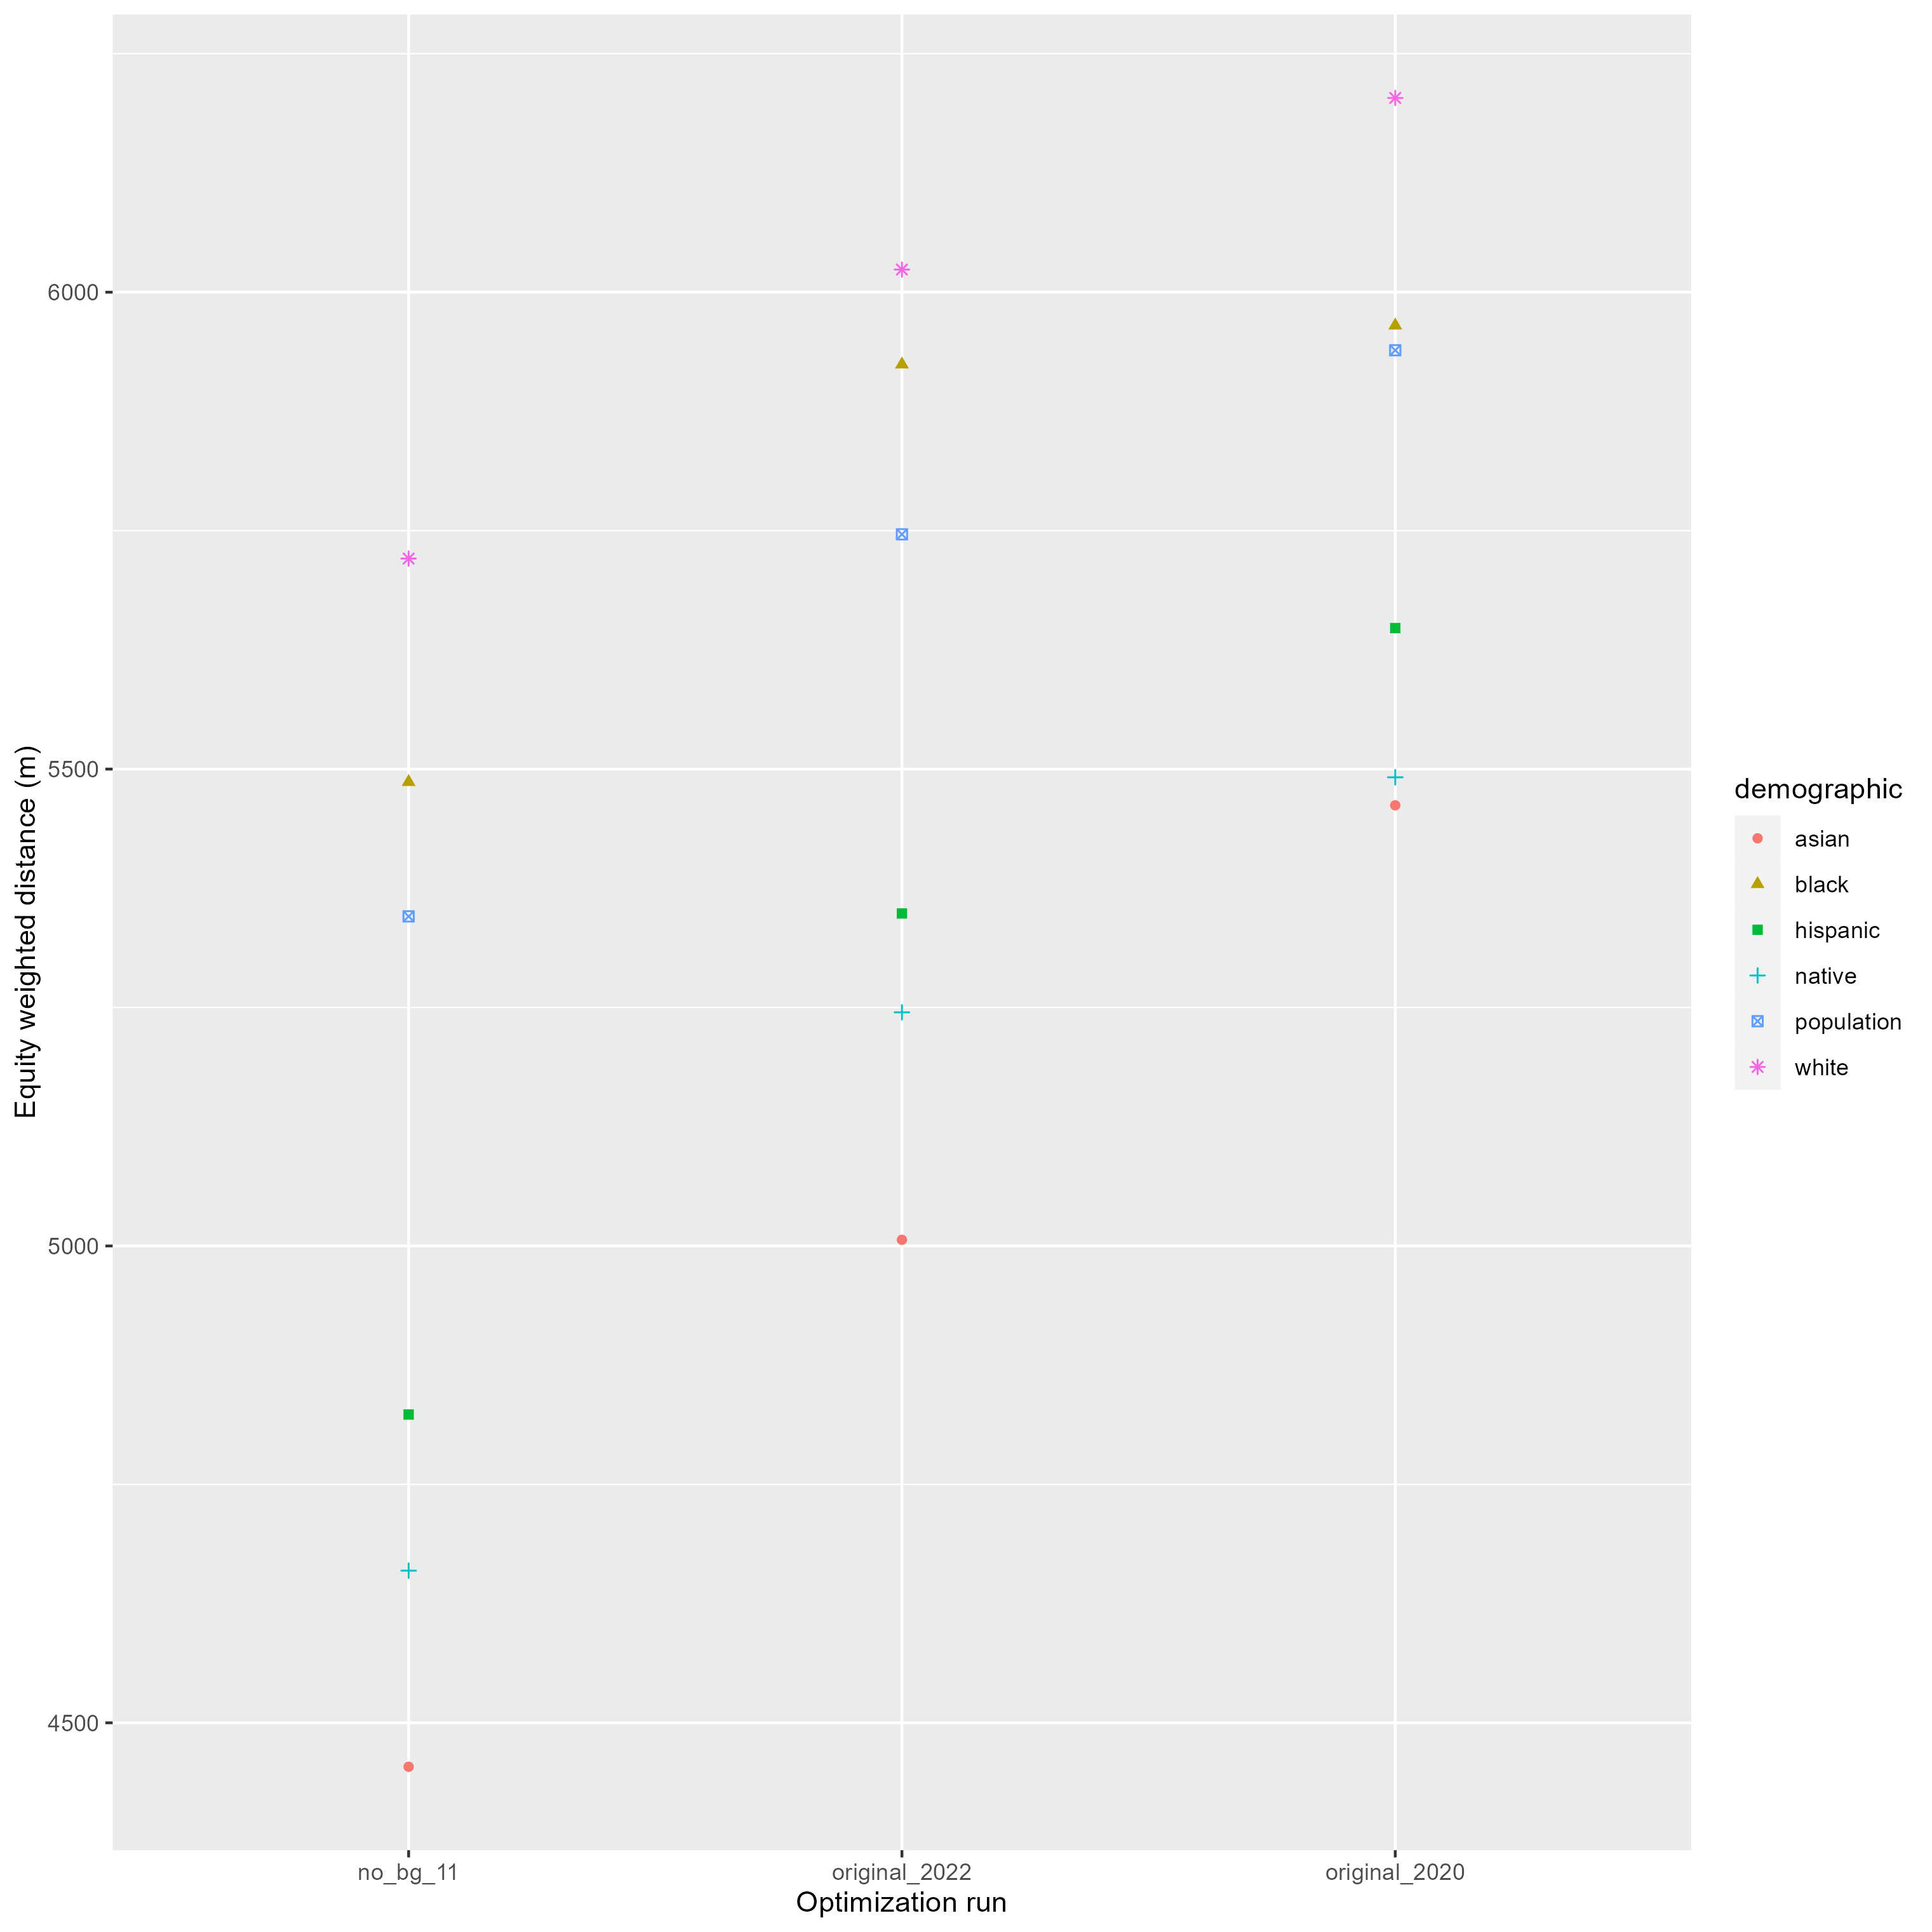 6000
5500
5000
4500
Equity weighted distance (m)
no_bg_11
original_2022
original_2020
Optimization run
demographic
asian
black
hispanic
native
population
white